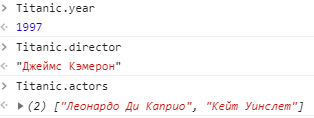 Titanic.year
1997
Titanic.director
"Джеймс Кэмерон"
Titanic.actors
(2) ["Леонардо Ди Каприо", "Кейт Уинслет"]